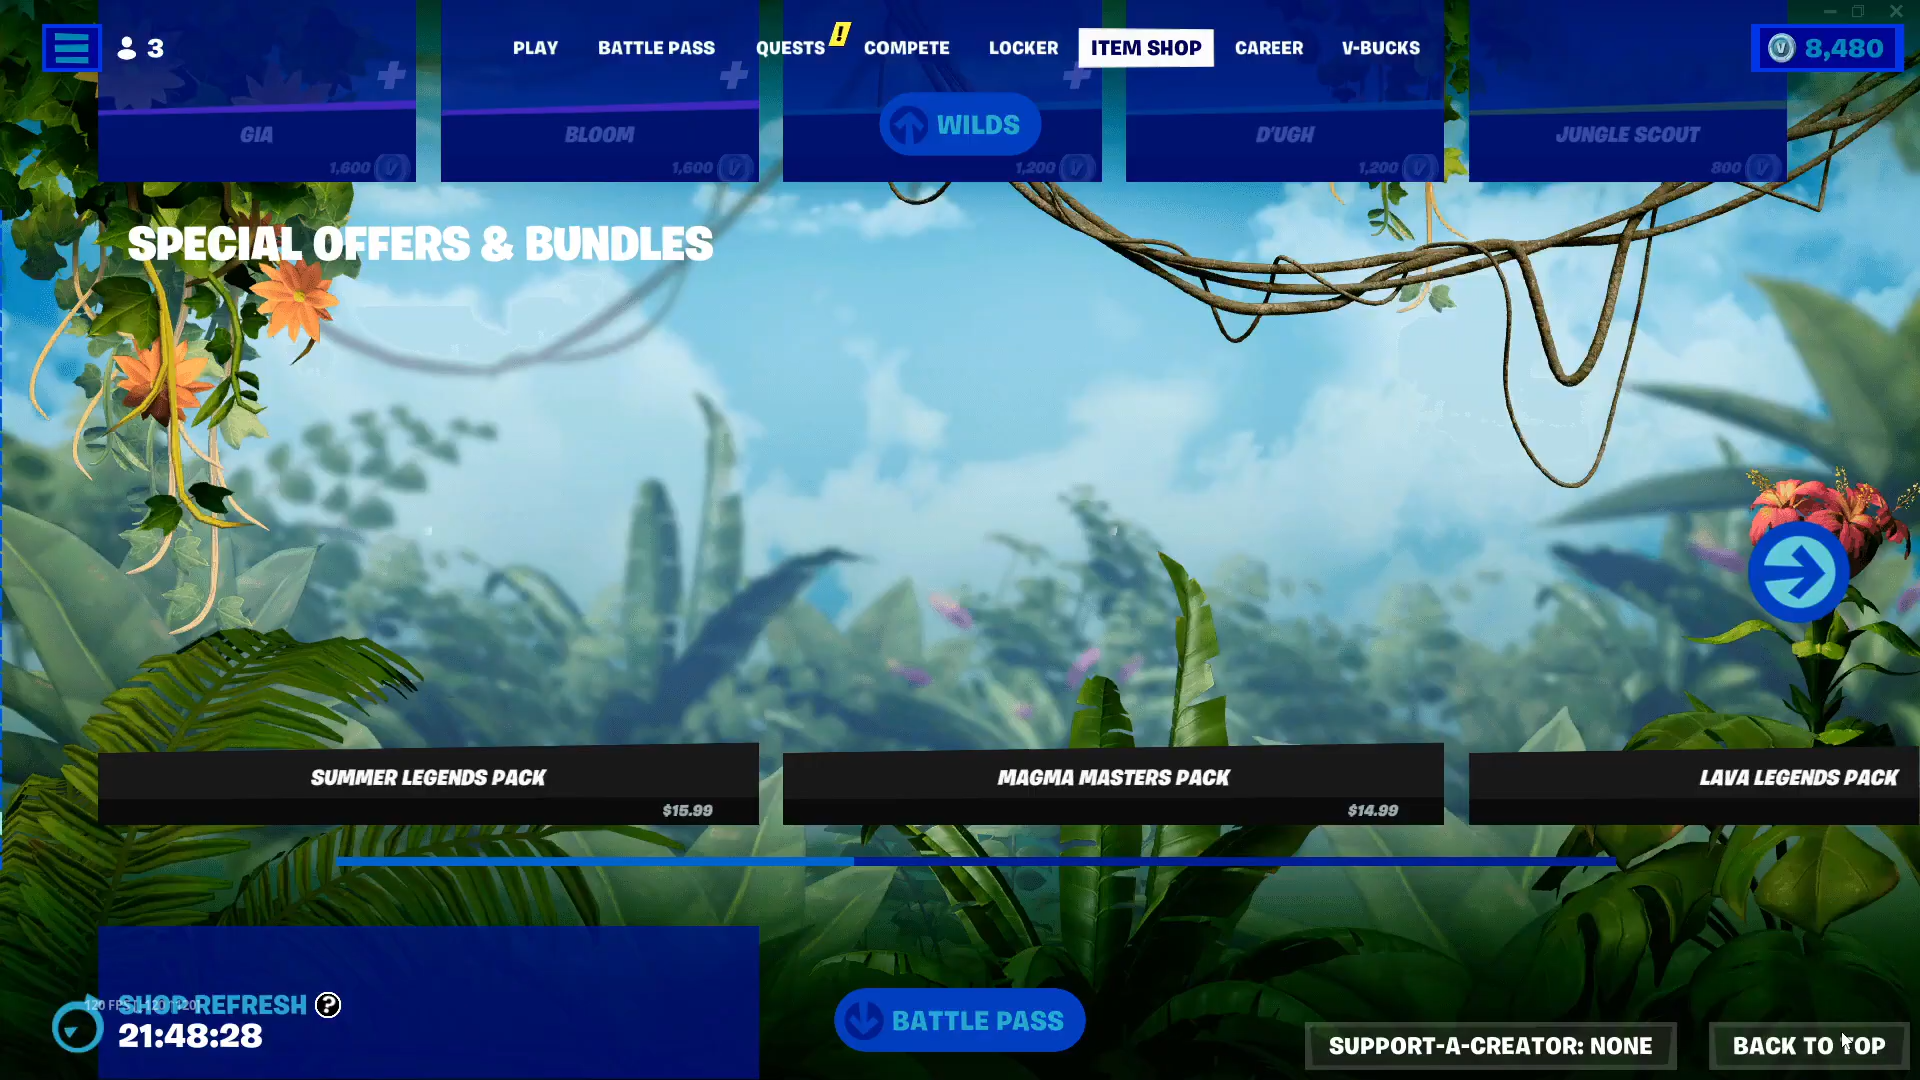 3
PLAY
BATTLE PASS
QUESTS
!
COMPETE
LOCKER
ITEM SHOP
CAREER
V-BUCKS
V 8,480
GIA
1,600 V
BLOOM
1,600 V
WILDS
1,200 V
D'UGH
1,200 V
JUNGLE SCOUT
800 V
SPECIAL OFFERS & BUNDLES
SUMMER LEGENDS PACK
$15.99
MAGMA MASTERS PACK
$14.99
LAVA LEGENDS PACK
SHOP REFRESH ?
21:48:28
BATTLE PASS
SUPPORT-A-CREATOR: NONE
BACK TO TOP